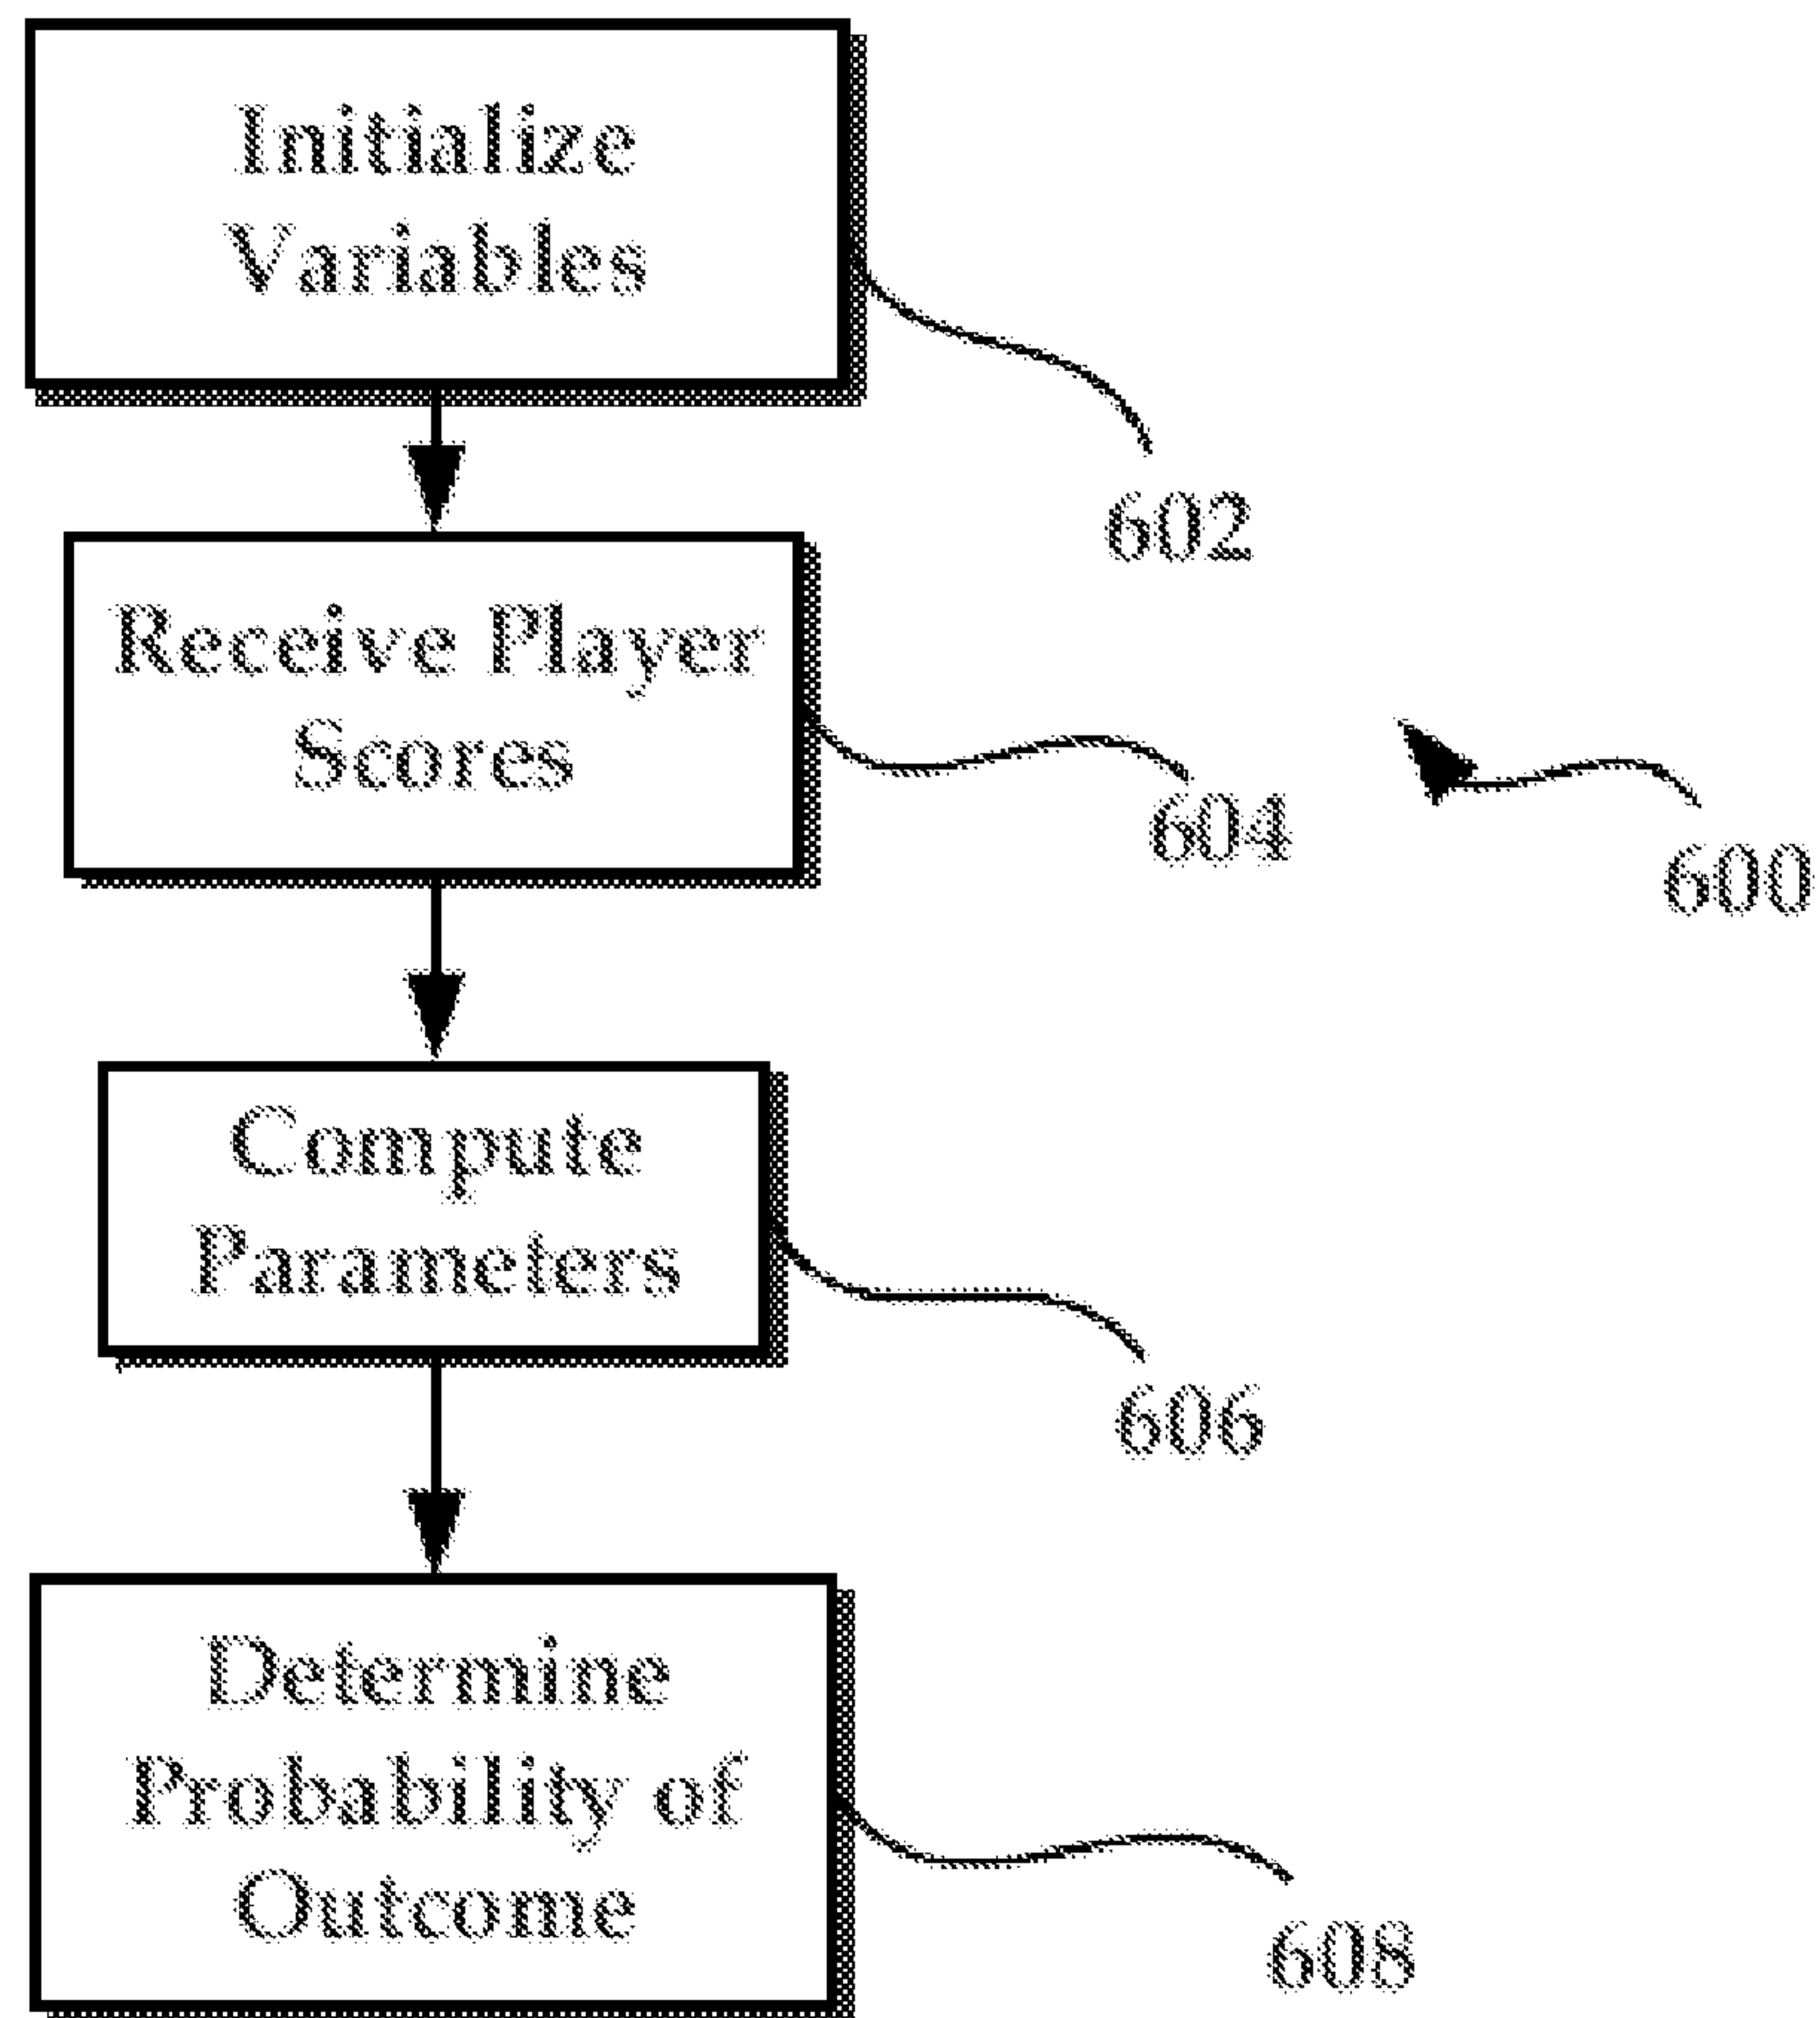 Initialize
Variables
602
Receive Player
Scores
604
600
Compute
Parameters
606
Determine
Probability of
Outcome
608